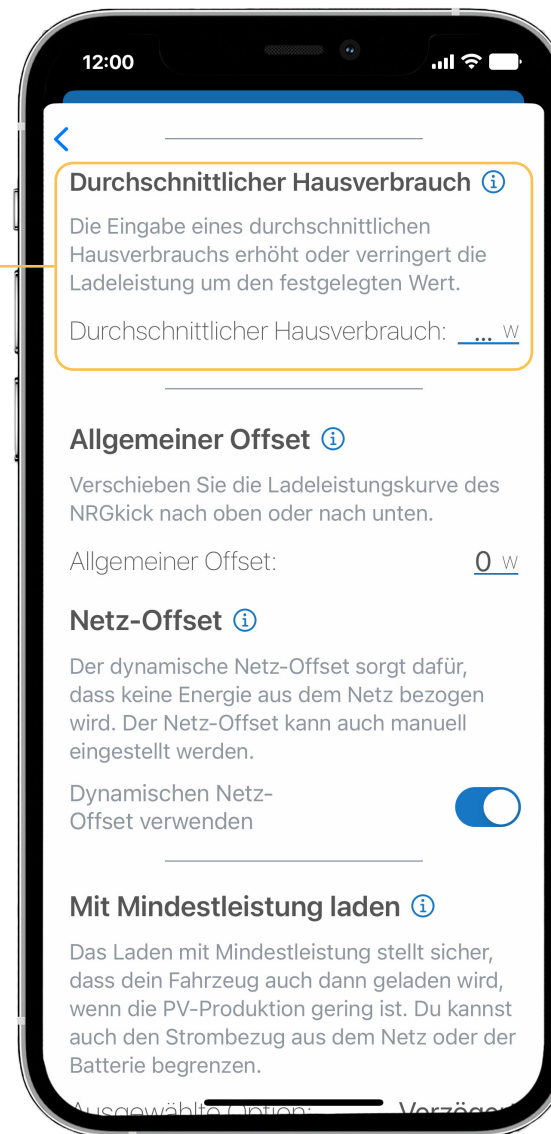 12:00
Durchschnittlicher Hausverbrauch
Die Eingabe eines durchschnittlichen
Hausverbrauchs erhöht oder verringert die
Ladeleistung um den festgelegten Wert.
Durchschnittlicher Hausverbrauch: ... W
Allgemeiner Offset
Verschieben Sie die Ladeleistungskurve des
NRGkick nach oben oder nach unten.
Allgemeiner Offset: 0 W
Netz-Offset
Der dynamische Netz-Offset sorgt dafür,
dass keine Energie aus dem Netz bezogen
wird. Der Netz-Offset kann auch manuell
eingestellt werden.
Dynamischen Netz-
Offset verwenden
Mit Mindestleistung laden
Das Laden mit Mindestleistung stellt sicher,
dass dein Fahrzeug auch dann geladen wird,
wenn die PV-Produktion gering ist. Du kannst
auch den Strombezug aus dem Netz oder der
Batterie begrenzen.
Ausgewählte Option: